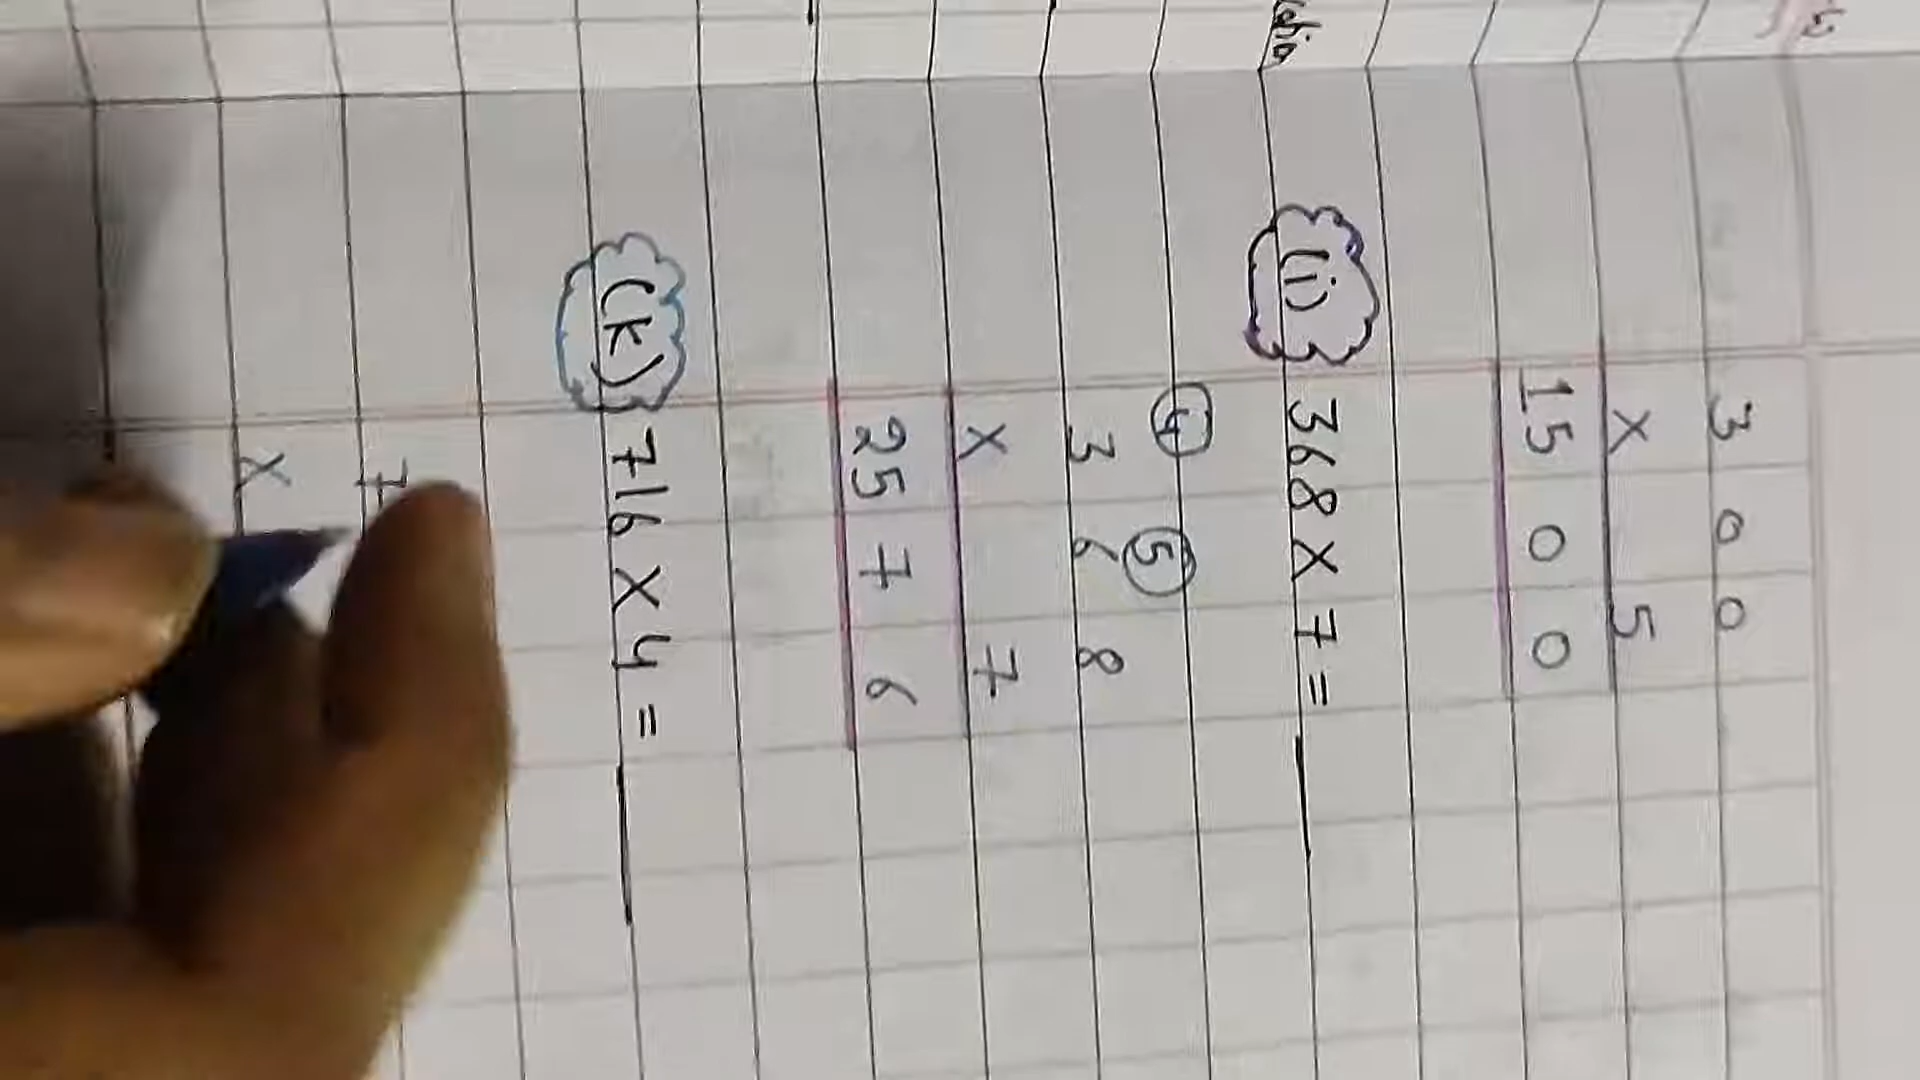 3 0 0
X 5
15 0 0
(j) 368 X 7 =
4 5
3 6 8
X 7
25 7 6
(k) 716 X 4 =
7
X